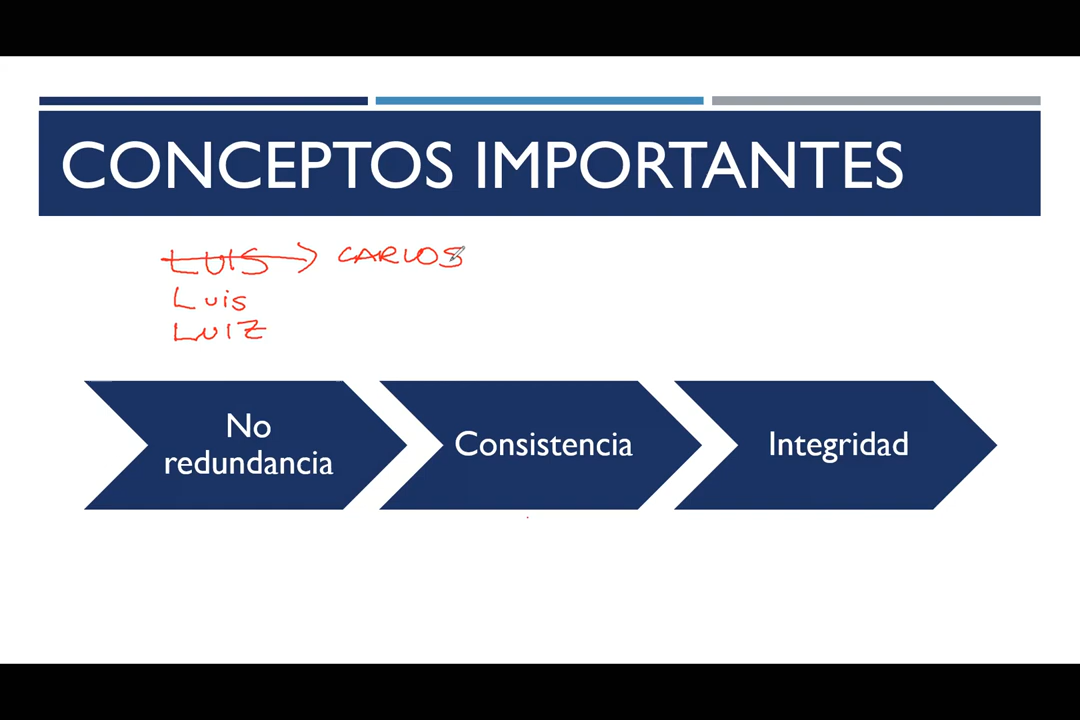 CONCEPTOS IMPORTANTES
LUIS → CARLOS
Luis
LUIZ
No
redundancia
Consistencia
Integridad